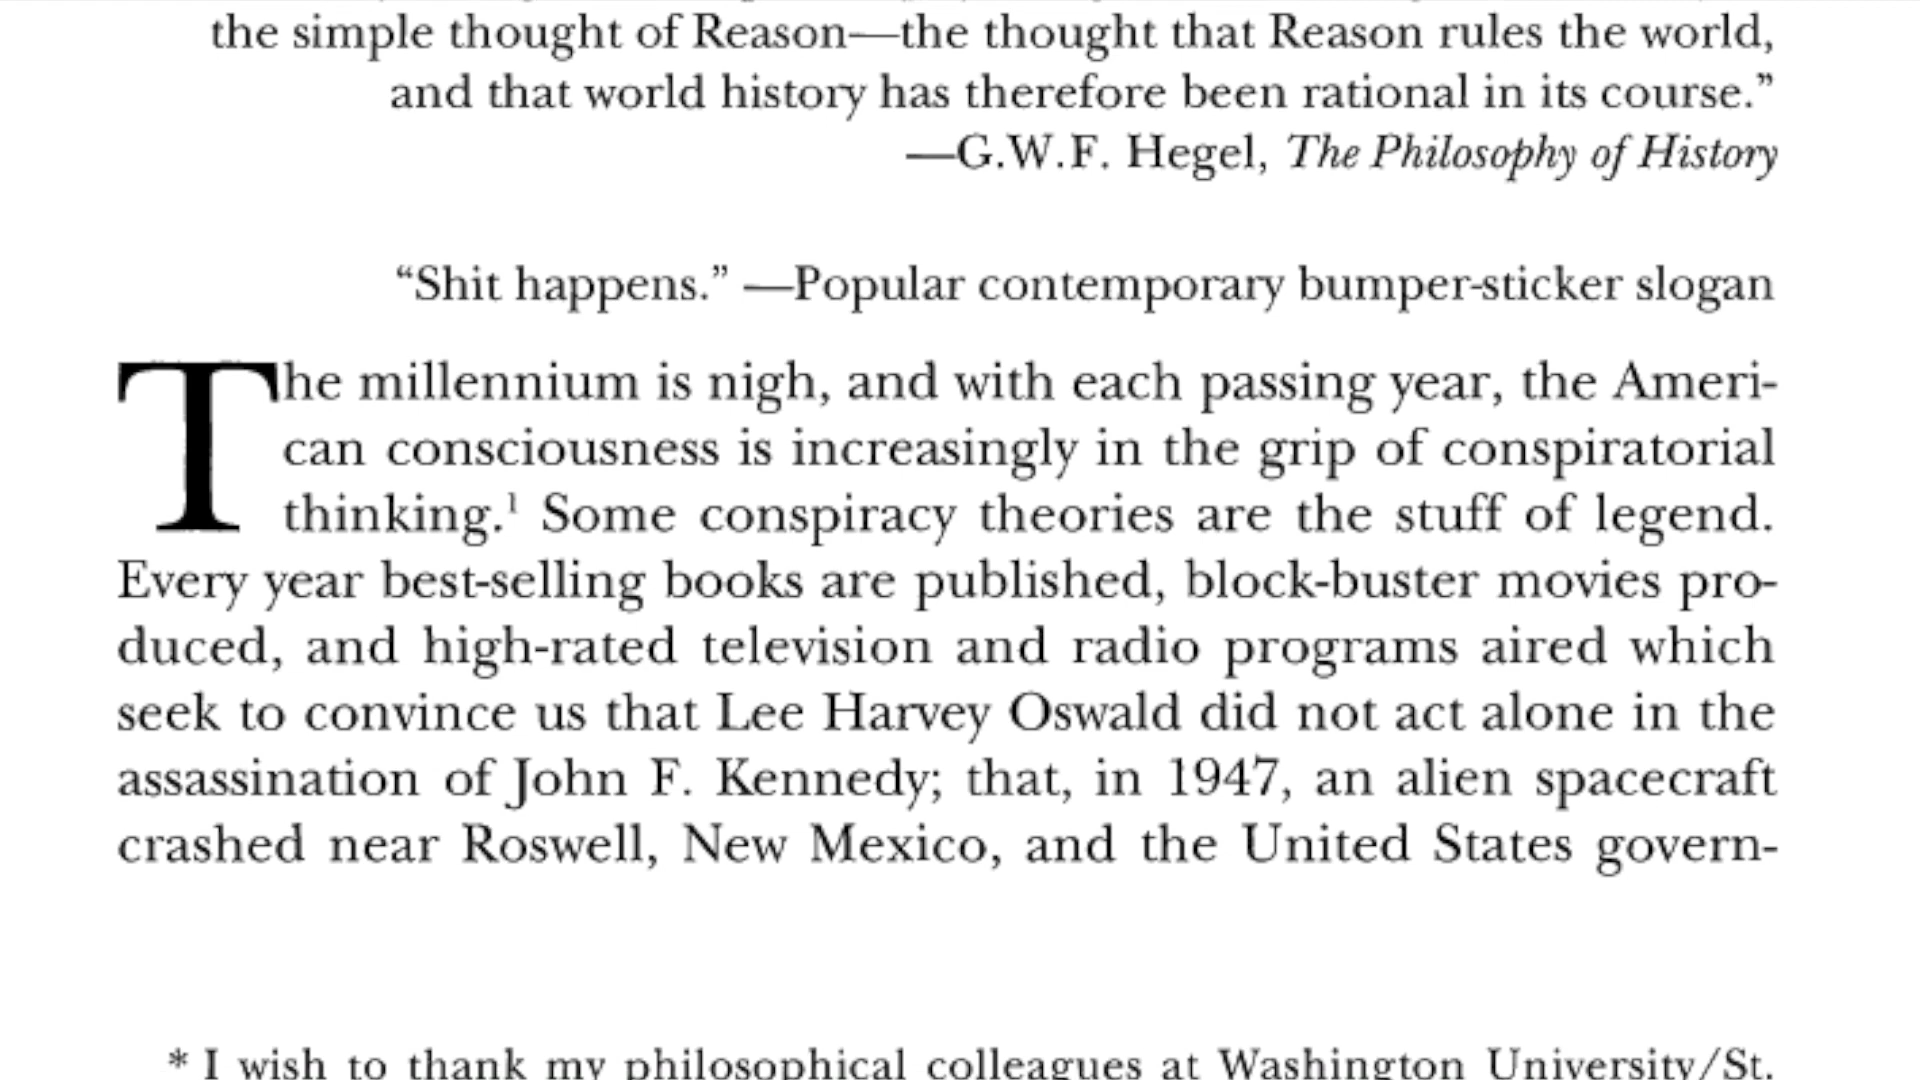 the simple thought of Reason—the thought that Reason rules the world,
and that world history has therefore been rational in its course.”
—G.W.F. Hegel, The Philosophy of History
“Shit happens.” —Popular contemporary bumper-sticker slogan
The millennium is nigh, and with each passing year, the Ameri-
can consciousness is increasingly in the grip of conspiratorial
thinking.¹ Some conspiracy theories are the stuff of legend.
Every year best-selling books are published, block-buster movies pro-
duced, and high-rated television and radio programs aired which
seek to convince us that Lee Harvey Oswald did not act alone in the
assassination of John F. Kennedy; that, in 1947, an alien spacecraft
crashed near Roswell, New Mexico, and the United States govern-
* I wish to thank my philosophical colleagues at Washington University/St.